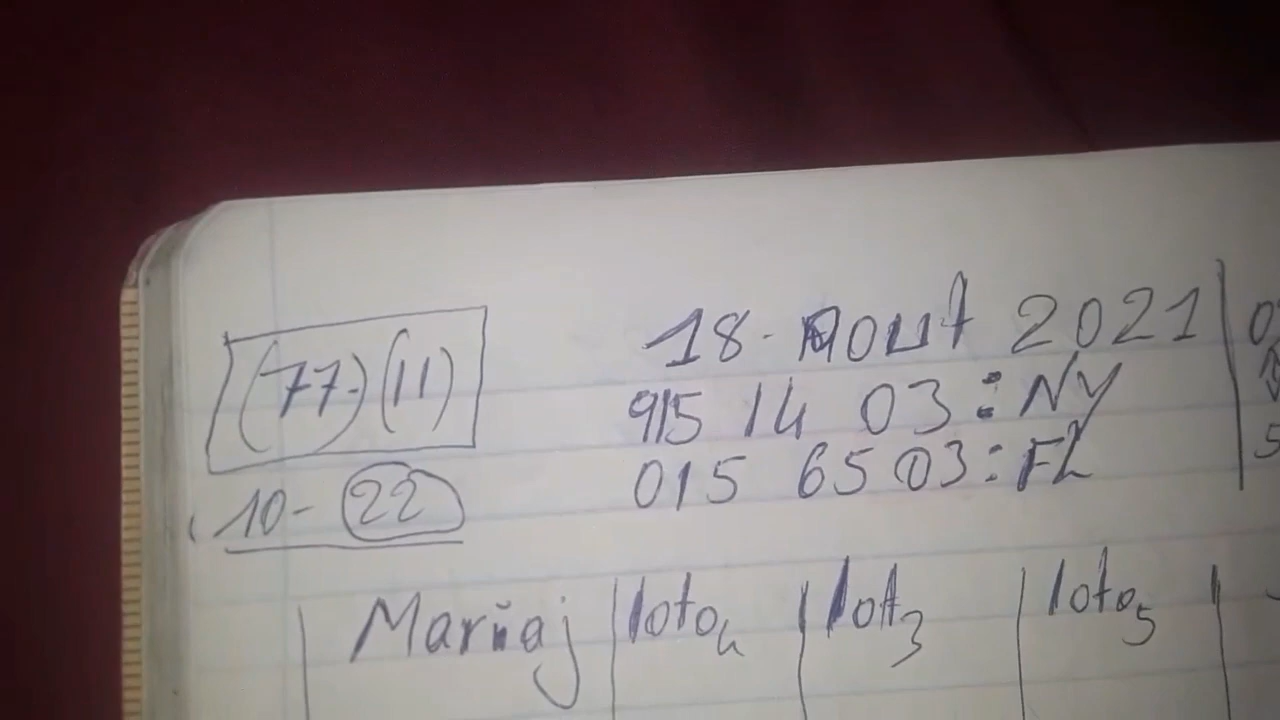 (77.) (11)
10- 22
18- Aout 2021
915 14 03 : NY
015 65 03 : FL
Mariaj loto4 lot3 loto5